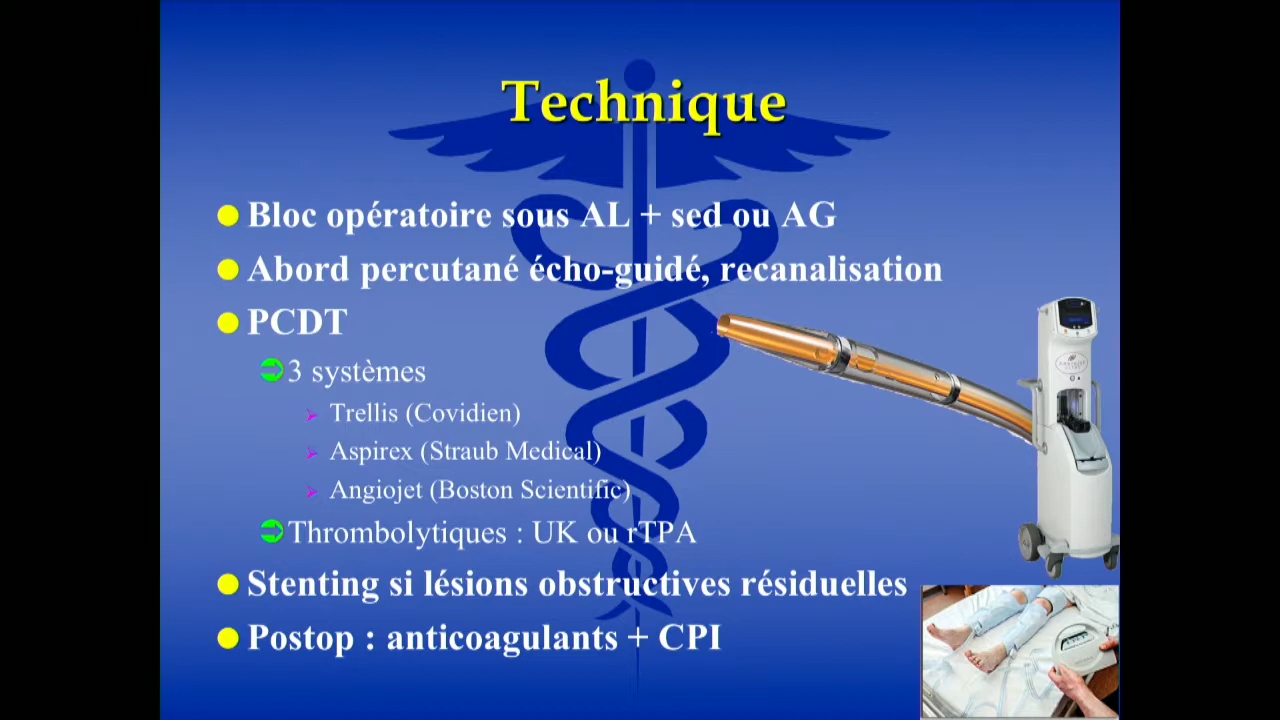 Technique
Bloc opératoire sous AL + sed ou AG
Abord percutané écho-guidé, recanalisation
PCDT
3 systèmes
Trellis (Covidien)
Aspirex (Straub Medical)
Angiojet (Boston Scientific)
Thrombolytiques : UK ou rTPA
Stenting si lésions obstructives résiduelles
Postop : anticoagulants + CPI